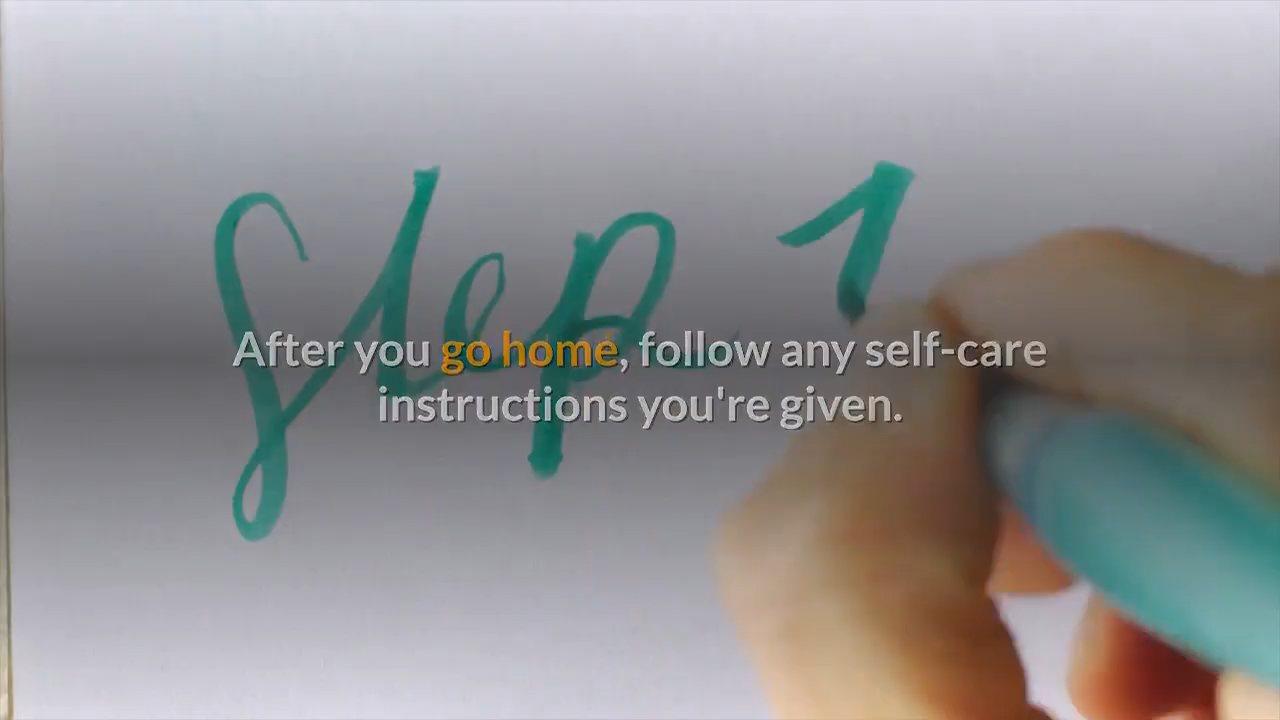 Step 1
After you go home, follow any self-care
instructions you're given.